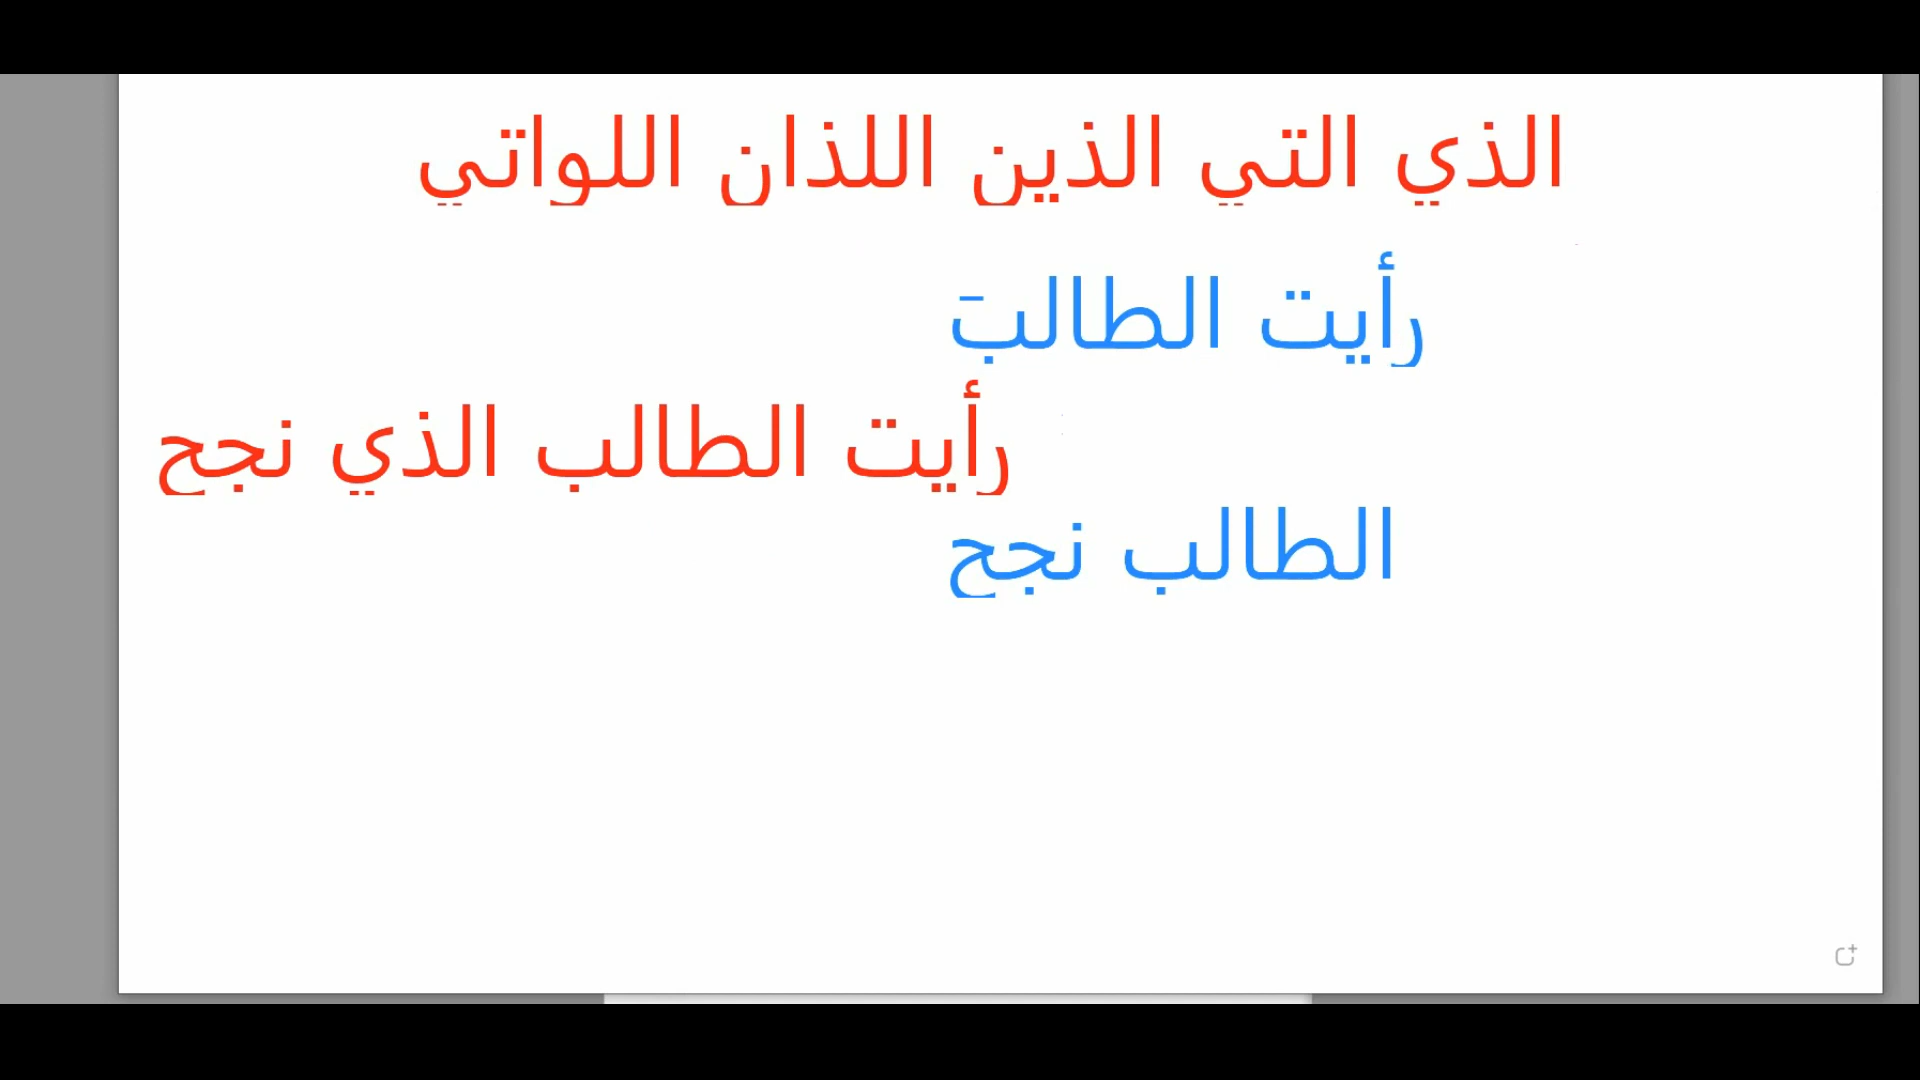 الذي التي الذين اللذان اللواتي
رأيت الطالبَ
رأيت الطالب الذي نجح
الطالب نجح